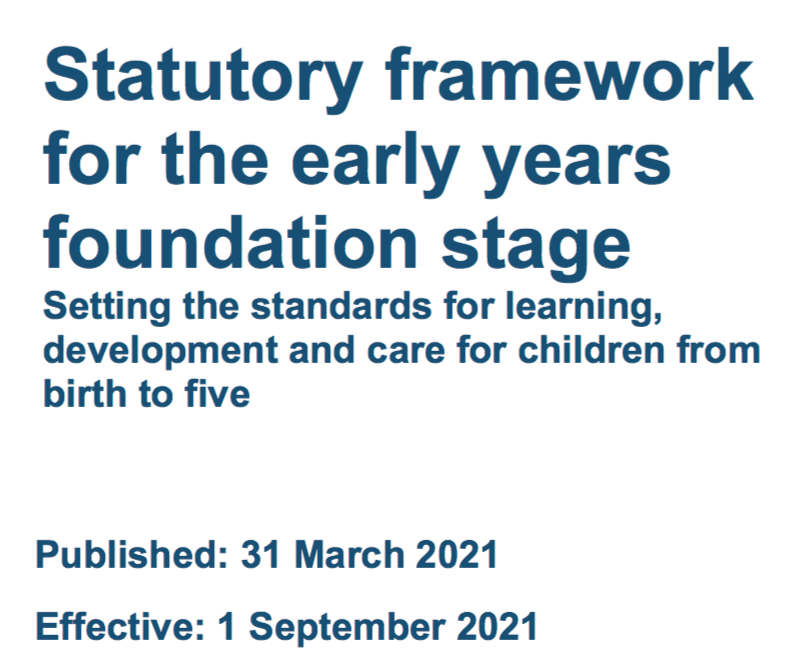 Statutory framework
for the early years
foundation stage
Setting the standards for learning,
development and care for children from
birth to five
Published: 31 March 2021
Effective: 1 September 2021